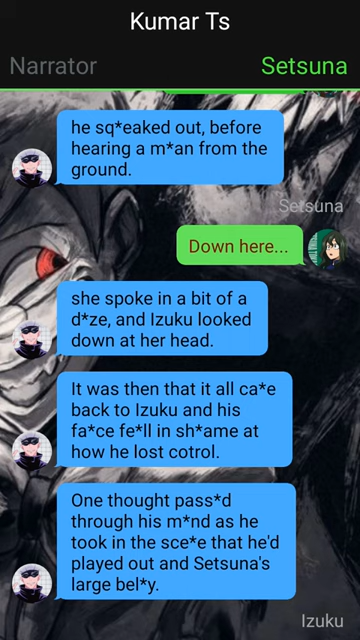 Kumar Ts
Narrator
Setsuna
he sq*eaked out, before
hearing a m*an from the
ground.
Setsuna
Down here...
she spoke in a bit of a
d*ze, and Izuku looked
down at her head.
It was then that it all ca*e
back to Izuku and his
fa*ce fe*ll in sh*ame at
how he lost cotrol.
One thought pass*d
through his m*nd as he
took in the sce*e that he'd
played out and Setsuna's
large bel*y.
Izuku